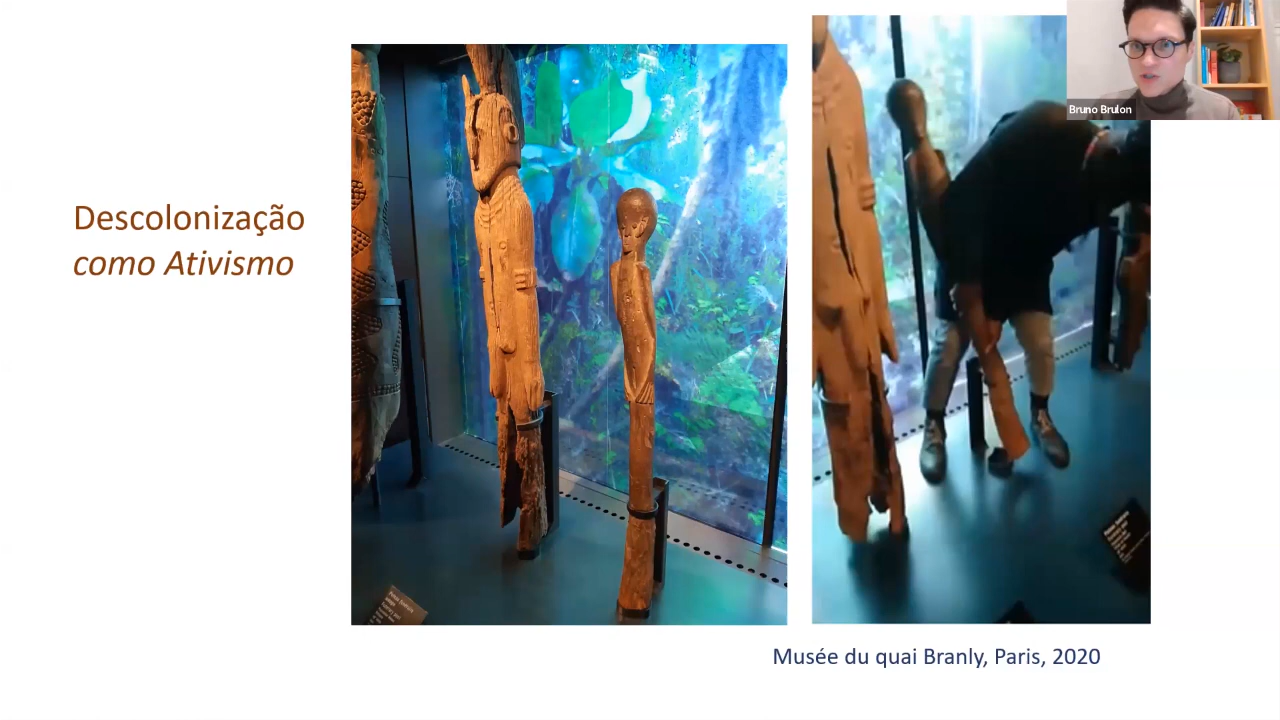 Descolonização
como Ativismo
Bruno Brulon
Musée du quai Branly, Paris, 2020